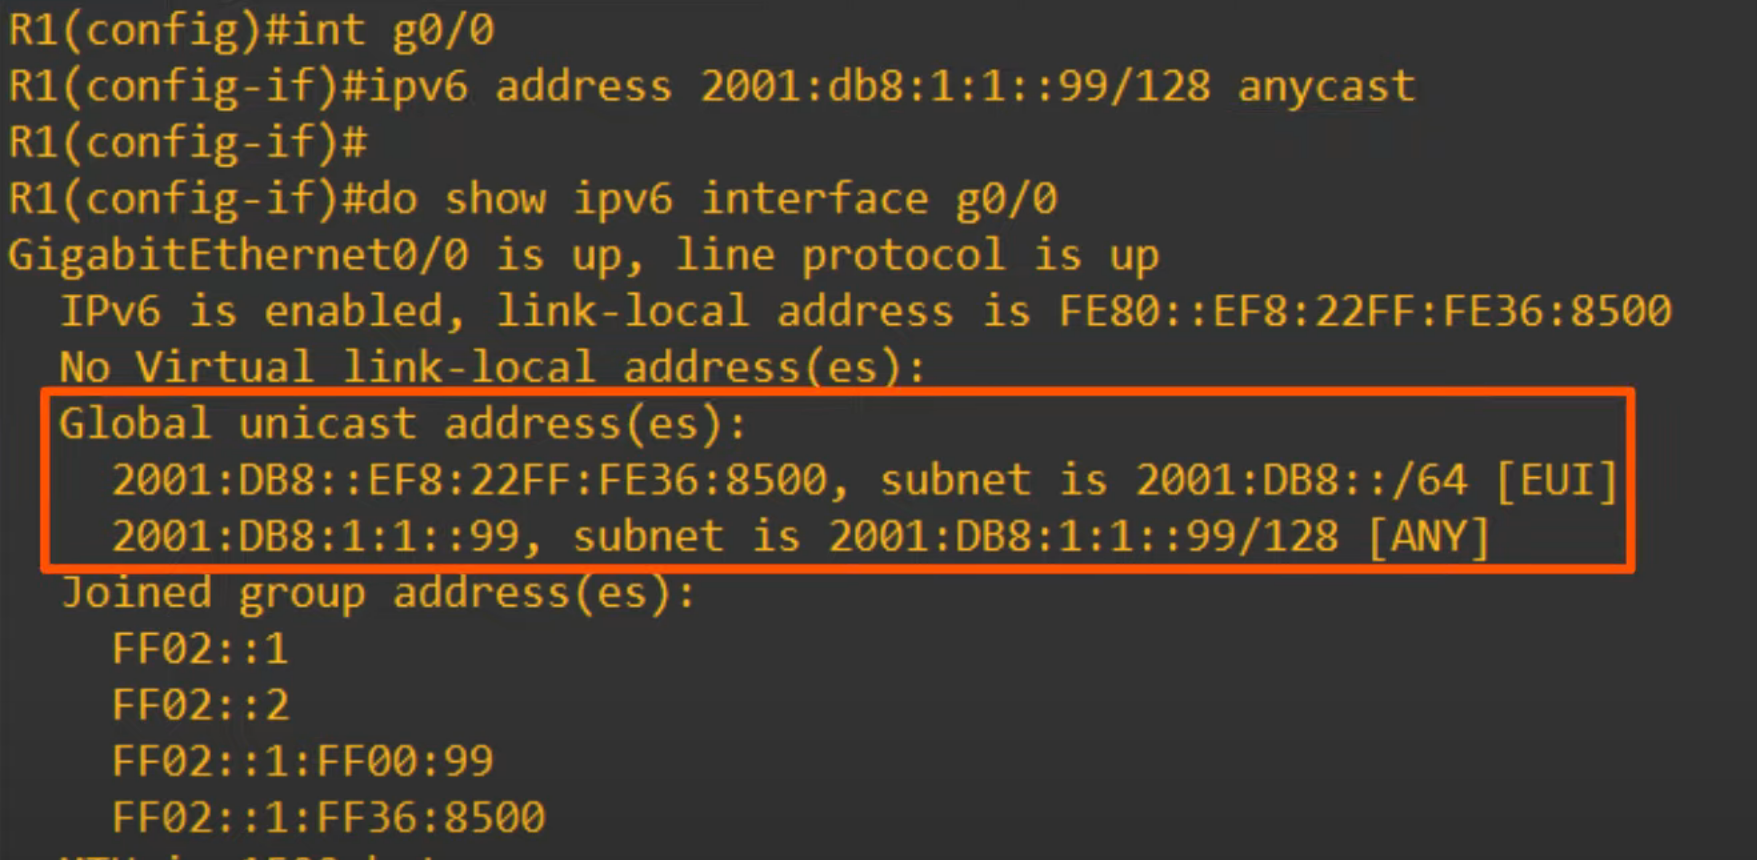 R1(config)#int g0/0
R1(config-if)#ipv6 address 2001:db8:1:1::99/128 anycast
R1(config-if)#
R1(config-if)#do show ipv6 interface g0/0
GigabitEthernet0/0 is up, line protocol is up
IPv6 is enabled, link-local address is FE80::EF8:22FF:FE36:8500
No Virtual link-local address(es):
Global unicast address(es):
2001:DB8::EF8:22FF:FE36:8500, subnet is 2001:DB8::/64 [EUI]
2001:DB8:1:1::99, subnet is 2001:DB8:1:1::99/128 [ANY]
Joined group address(es):
FF02::1
FF02::2
FF02::1:FF00:99
FF02::1:FF36:8500